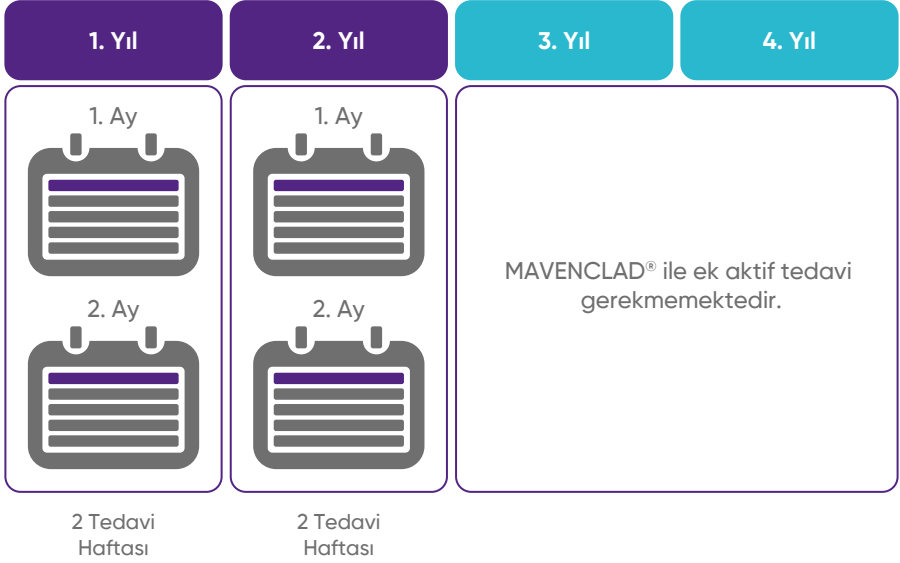 1. Yıl
2. Yıl
3. Yıl
4. Yıl
1. Ay
1. Ay
2. Ay
2. Ay
MAVENCLAD® ile ek aktif tedavi
gerekmemektedir.
2 Tedavi
Haftası
2 Tedavi
Haftası